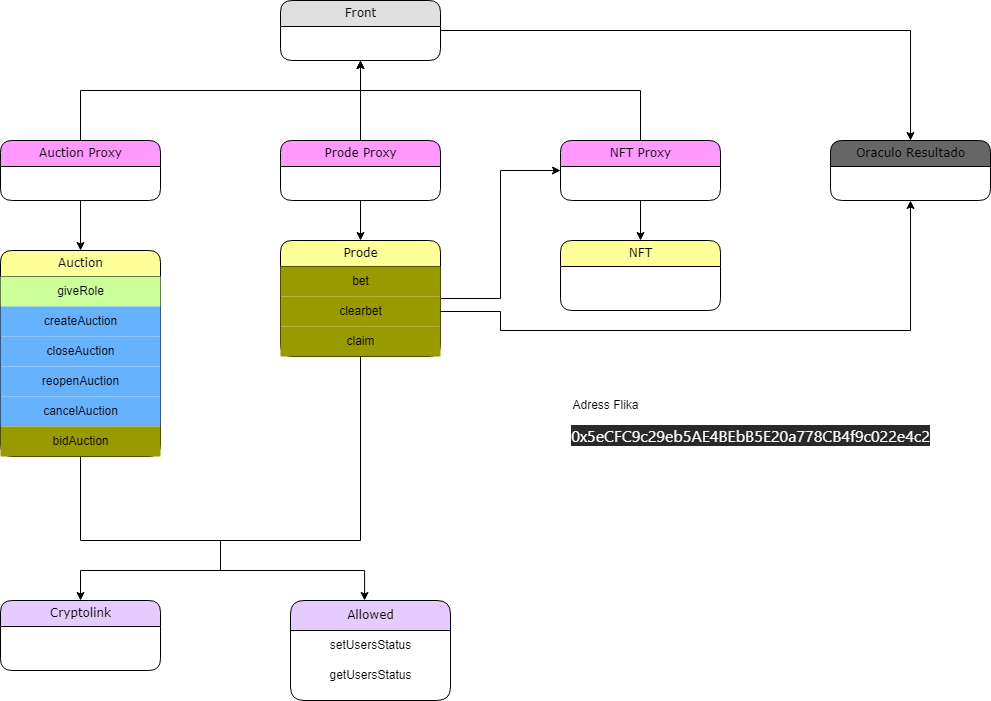 Front
Auction Proxy
Prode Proxy
NFT Proxy
Oraculo Resultado
Auction
giveRole
createAuction
closeAuction
reopenAuction
cancelAuction
bidAuction
Prode
bet
clearbet
claim
NFT
Adress Flika
0x5eCFC9c29eb5AE4BEbB5E20a778CB4f9c022e4c2
Cryptolink
Allowed
setUsersStatus
getUsersStatus